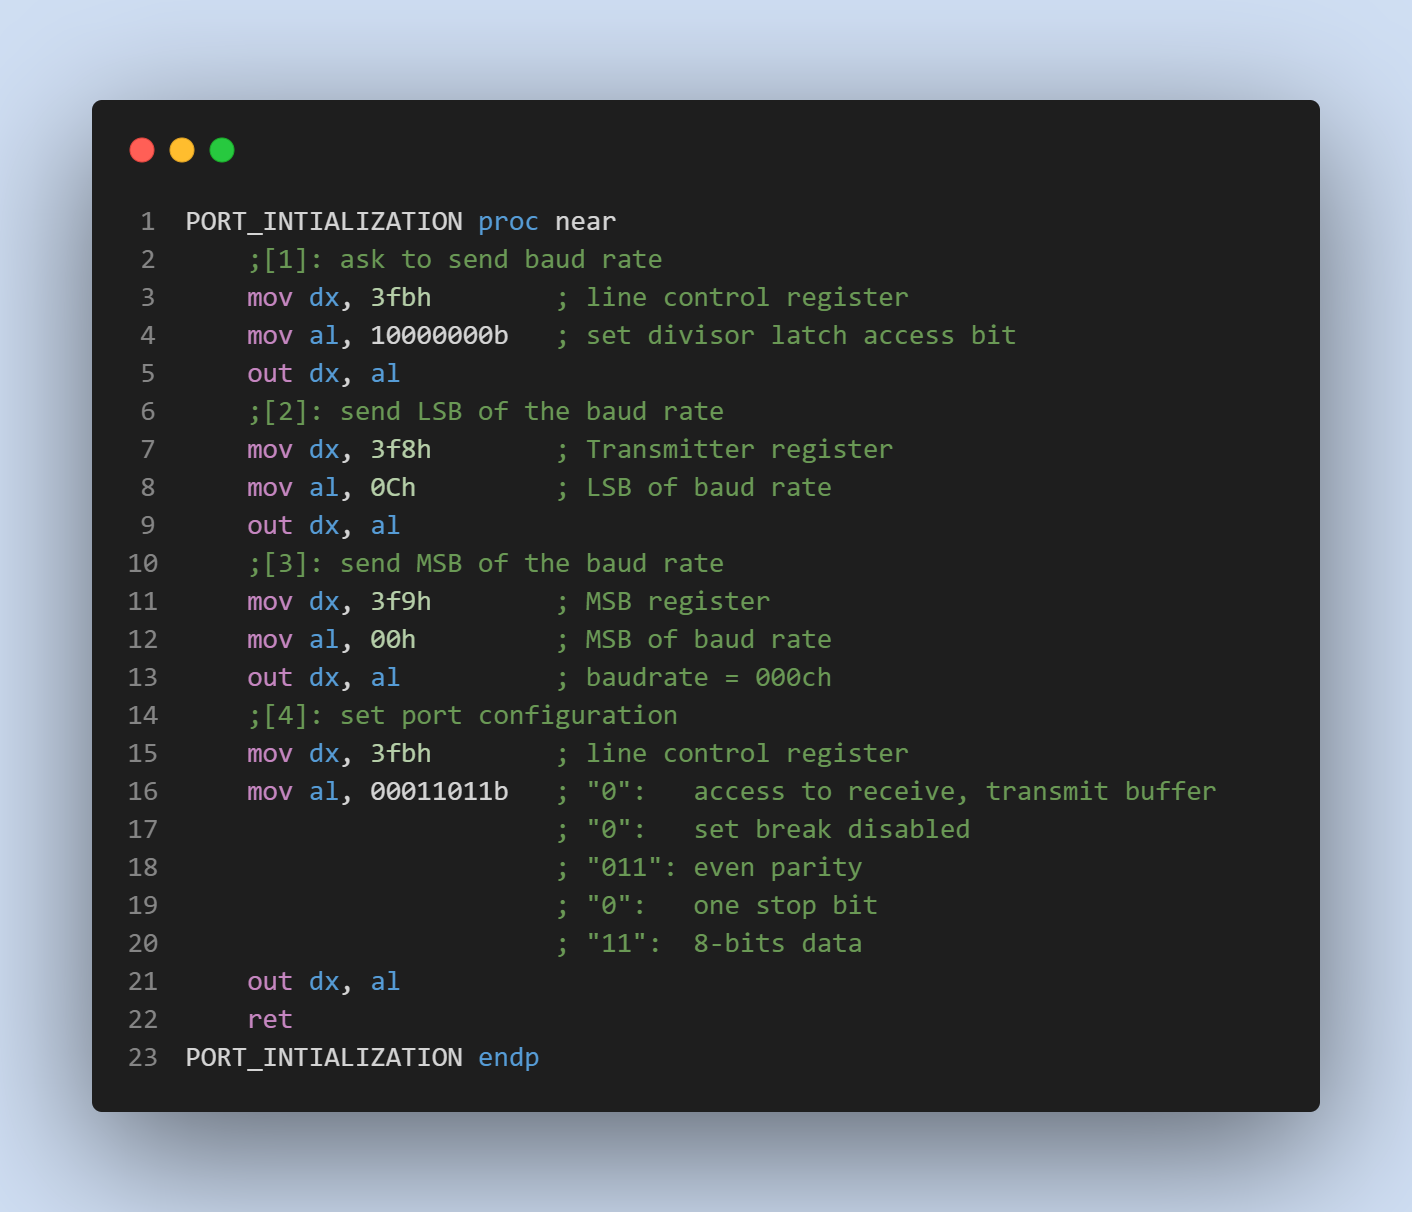 1 PORT_INTIALIZATION proc near
2     ;[1]: ask to send baud rate
3     mov dx, 3fbh        ; line control register
4     mov al, 10000000b   ; set divisor latch access bit
5     out dx, al
6     ;[2]: send LSB of the baud rate
7     mov dx, 3f8h        ; Transmitter register
8     mov al, 0Ch         ; LSB of baud rate
9     out dx, al
10     ;[3]: send MSB of the baud rate
11     mov dx, 3f9h        ; MSB register
12     mov al, 00h         ; MSB of baud rate
13     out dx, al          ; baudrate = 000ch
14     ;[4]: set port configuration
15     mov dx, 3fbh        ; line control register
16     mov al, 00011011b   ; "0":   access to receive, transmit buffer
17                         ; "0":   set break disabled
18                         ; "011": even parity
19                         ; "0":   one stop bit
20                         ; "11":  8-bits data
21     out dx, al
22     ret
23 PORT_INTIALIZATION endp